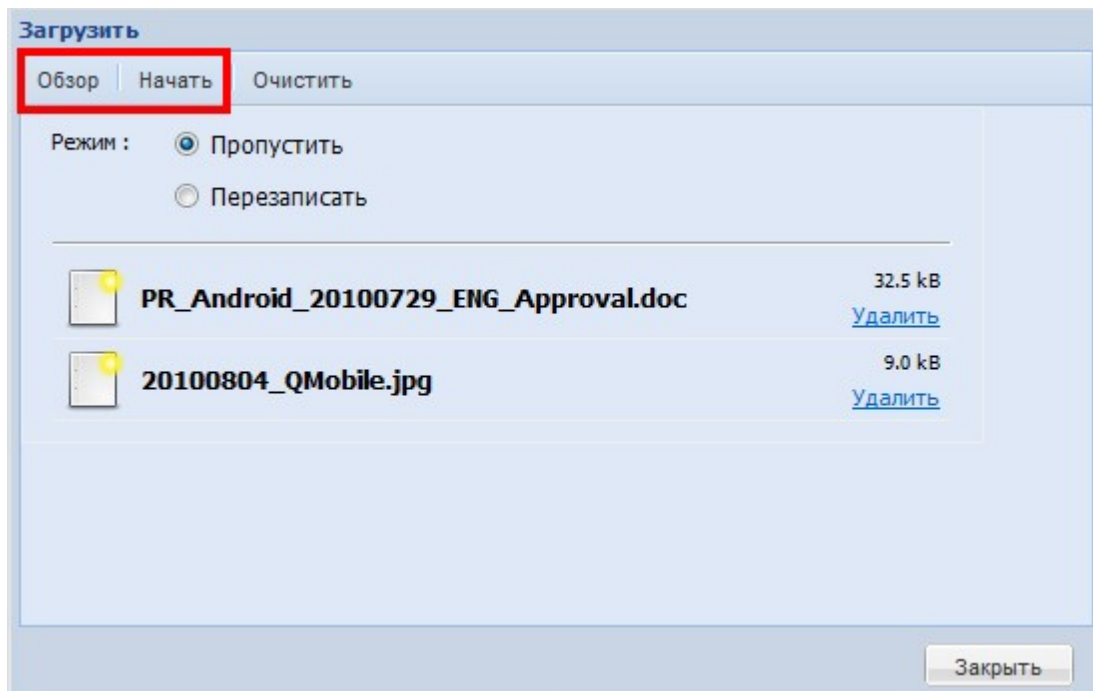 Загрузить
Обзор Начать Очистить
Режим : Пропустить
Перезаписать
PR_Android_20100729_ENG_Approval.doc 32.5 kB
Удалить
20100804_QMobile.jpg 9.0 kB
Удалить
Закрыть